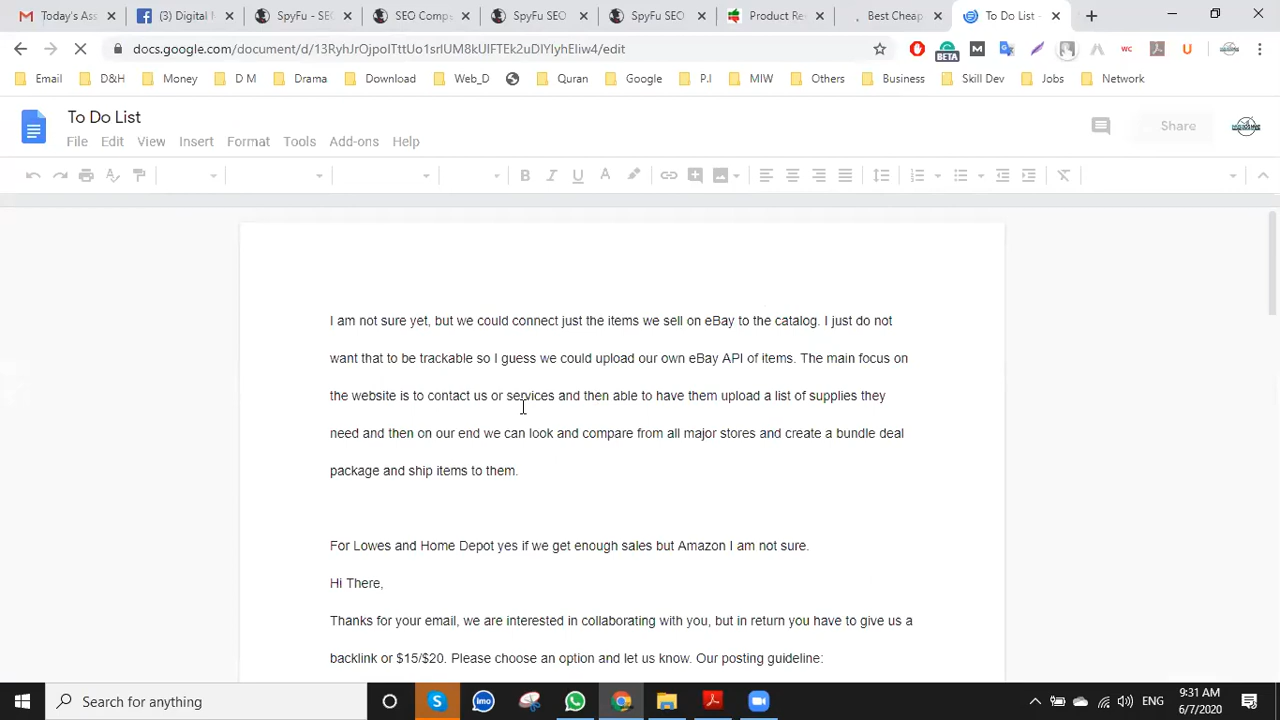 Today's Ass
(3) Digital M
SpyFu - SEO
SEO Compe
SpyFu SEO
SpyFu SEO
Product Re
Best Cheap
To Do List -
docs.google.com/document/d/
Email
D&H
Money
D M
Drama
Download
Web_D
Quran
Google
P.I
MIW
Others
Business
Skill Dev
Jobs
Network
BETA
To Do List
Share
File Edit View Insert Format Tools Add-ons Help
I am not sure yet, but we could connect just the items we sell on eBay to the catalog. I just do not
want that to be trackable so I guess we could upload our own eBay API of items. The main focus on
the website is to contact us or services and then able to have them upload a list of supplies they
need and then on our end we can look and compare from all major stores and create a bundle deal
package and ship items to them.
For Lowes and Home Depot yes if we get enough sales but Amazon I am not sure.
Hi There,
Thanks for your email, we are interested in collaborating with you, but in return you have to give us a
backlink or $15/$20. Please choose an option and let us know. Our posting guideline:
Search for anything
imo
ENG
9:31 AM
6/7/2020